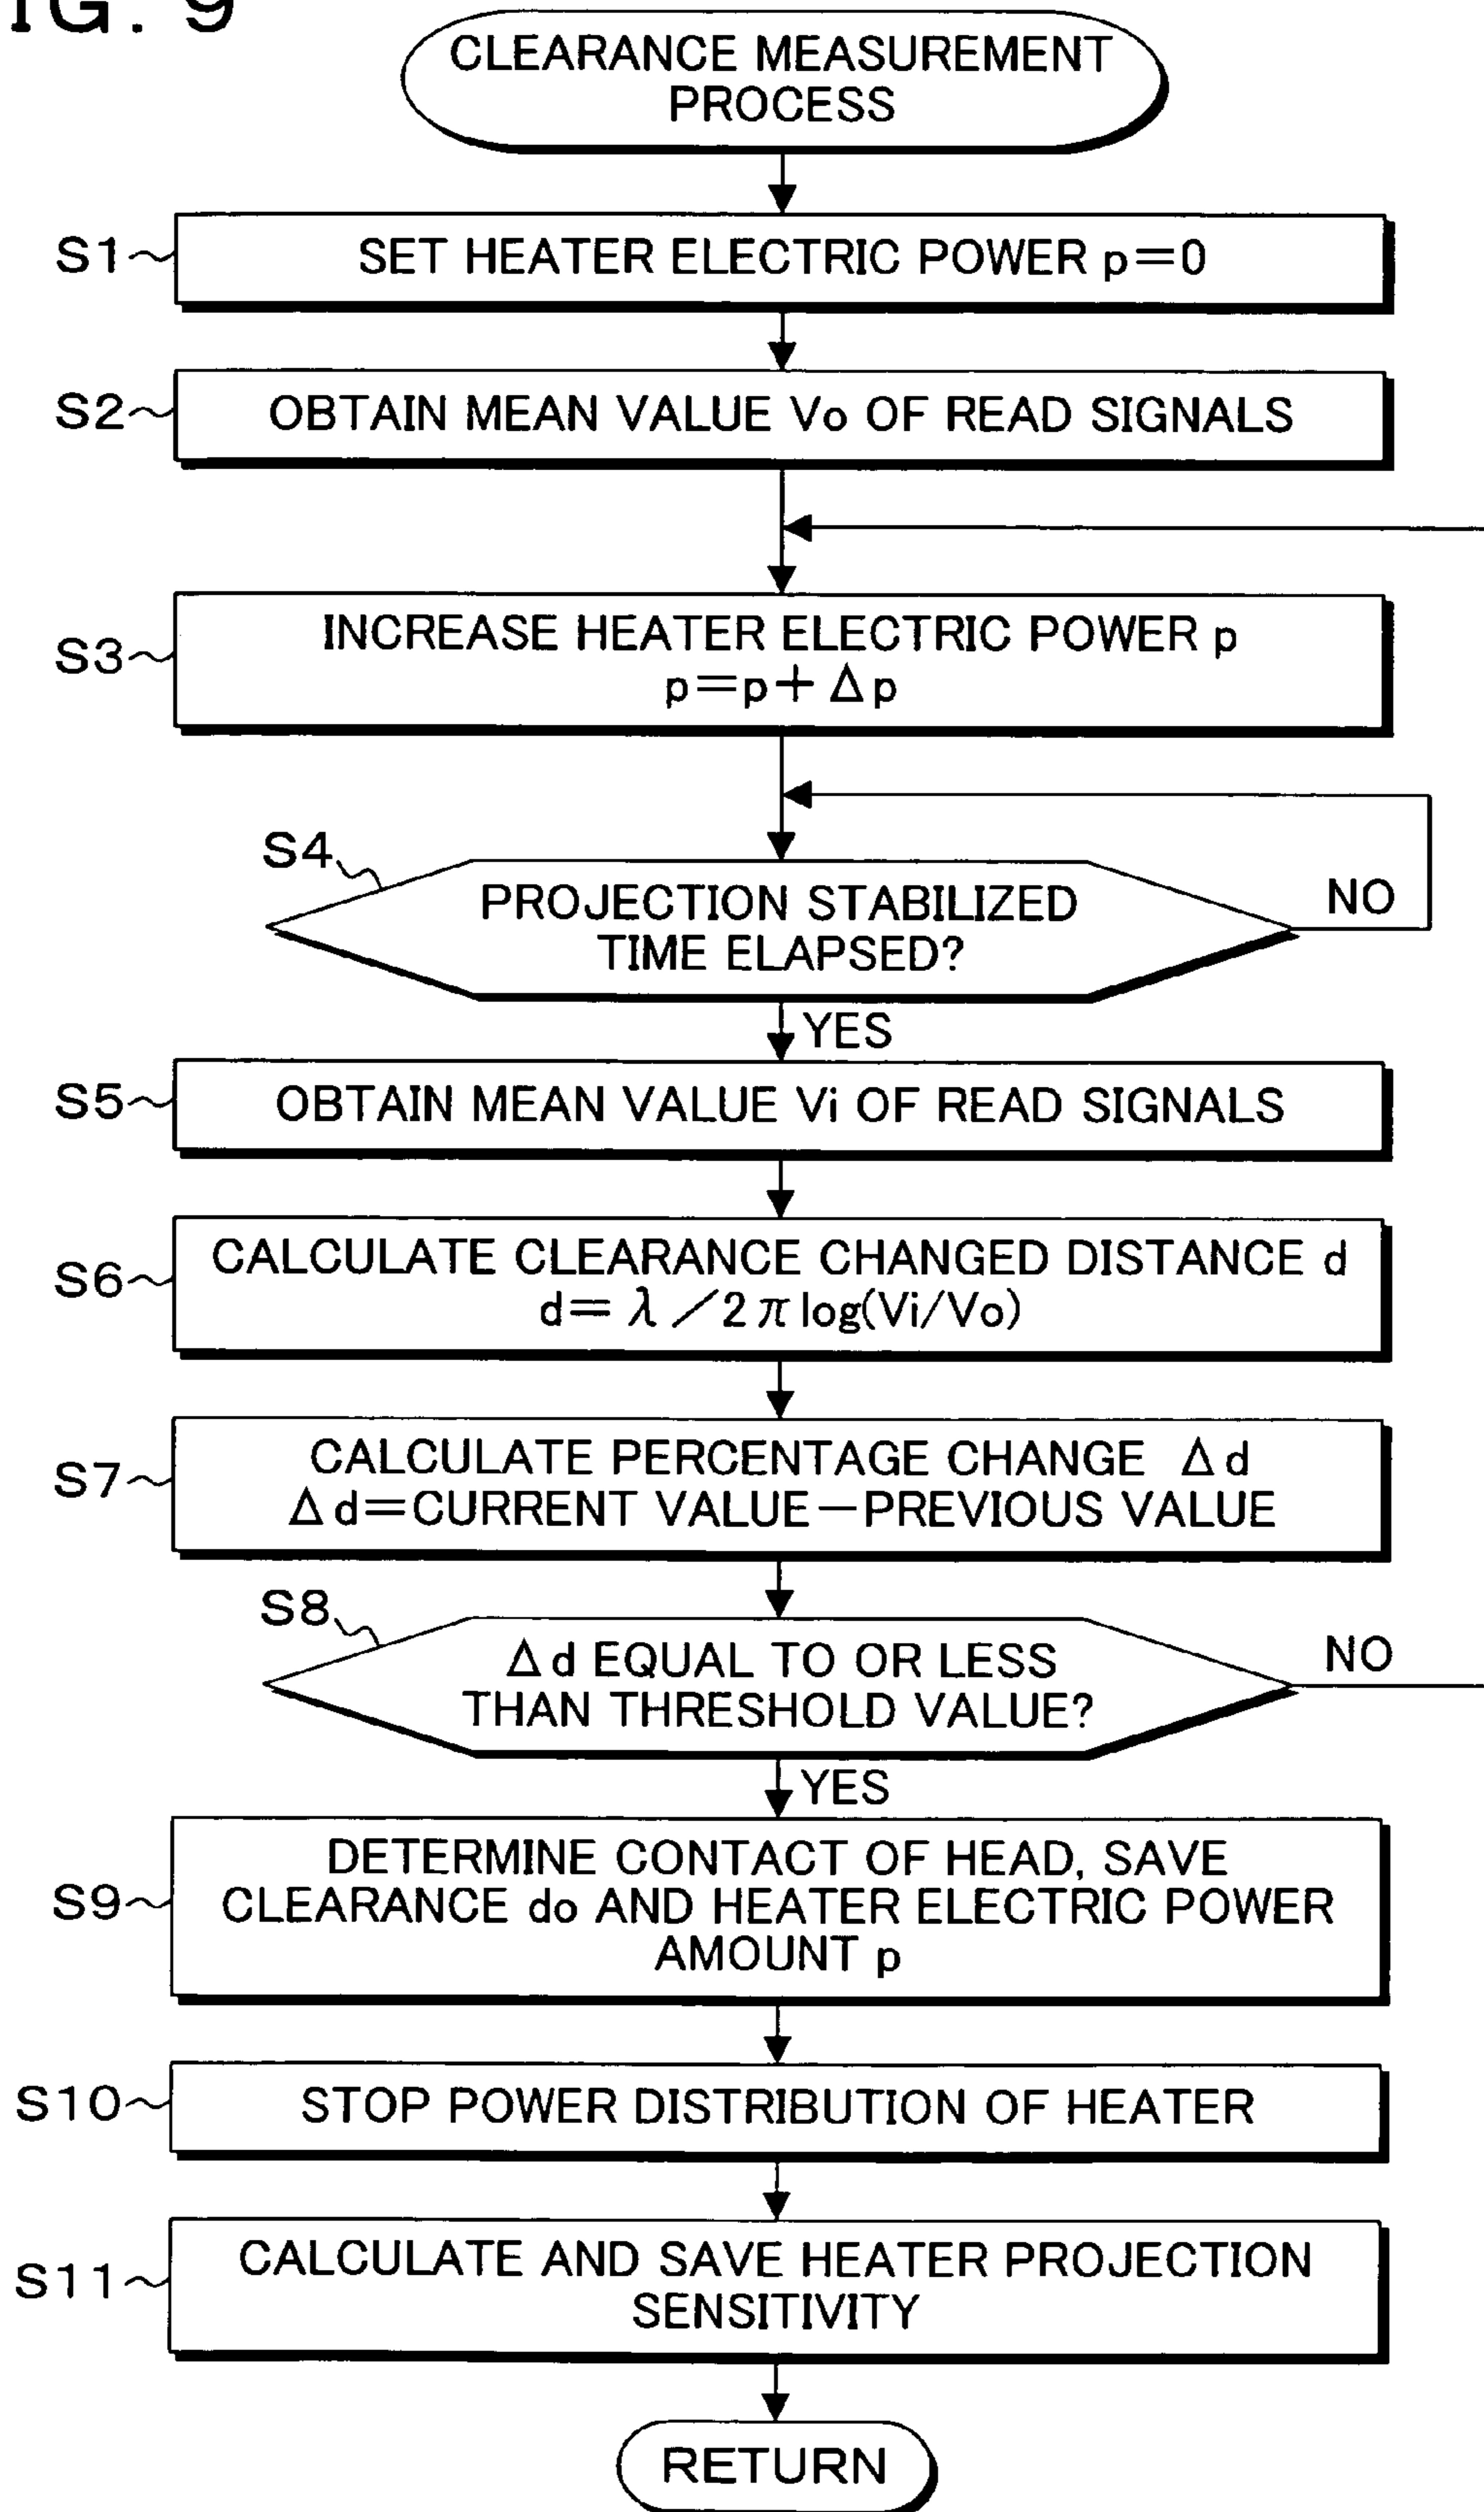 IG. 9
CLEARANCE MEASUREMENT
PROCESS
S1
SET HEATER ELECTRIC POWER p=0
S2
OBTAIN MEAN VALUE Vo OF READ SIGNALS
S3
INCREASE HEATER ELECTRIC POWER p
p=p+Δp
S4
PROJECTION STABILIZED
TIME ELAPSED?
NO
YES
S5
OBTAIN MEAN VALUE Vi OF READ SIGNALS
S6
CALCULATE CLEARANCE CHANGED DISTANCE d
d=λ/2π log(Vi/Vo)
S7
CALCULATE PERCENTAGE CHANGE Δd
Δd=CURRENT VALUE-PREVIOUS VALUE
S8
Δd EQUAL TO OR LESS
THAN THRESHOLD VALUE?
NO
YES
S9
DETERMINE CONTACT OF HEAD, SAVE
CLEARANCE do AND HEATER ELECTRIC POWER
AMOUNT p
S10
STOP POWER DISTRIBUTION OF HEATER
S11
CALCULATE AND SAVE HEATER PROJECTION
SENSITIVITY
RETURN